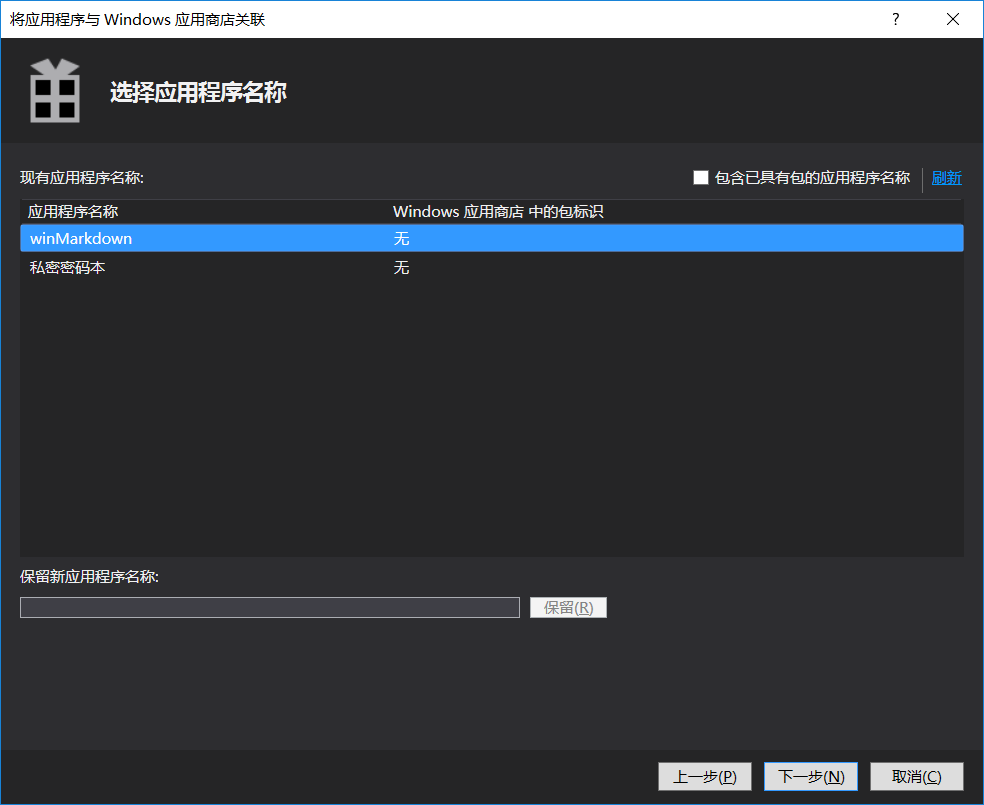 将应用程序与 Windows 应用商店关联
?
选择应用程序名称
现有应用程序名称: 包含已具有包的应用程序名称 刷新
应用程序名称 Windows 应用商店 中的包标识
winMarkdown 无
私密密码本 无
保留新应用程序名称:
保留(R)
上一步(P) 下一步(N) 取消(C)